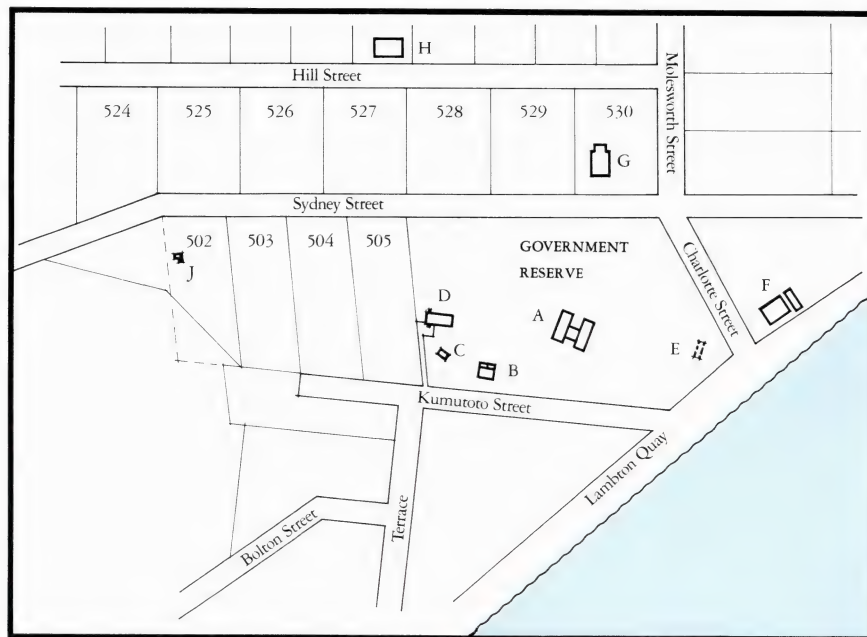 H
Hill Street
Molesworth Street
524 525 526 527 528 529 530
G
Sydney Street
502 503 504 505
J
GOVERNMENT
RESERVE
Charlotte Street
D
A
F
C
E
B
Kumutoto Street
Lambton Quay
Terrace
Bolton Street